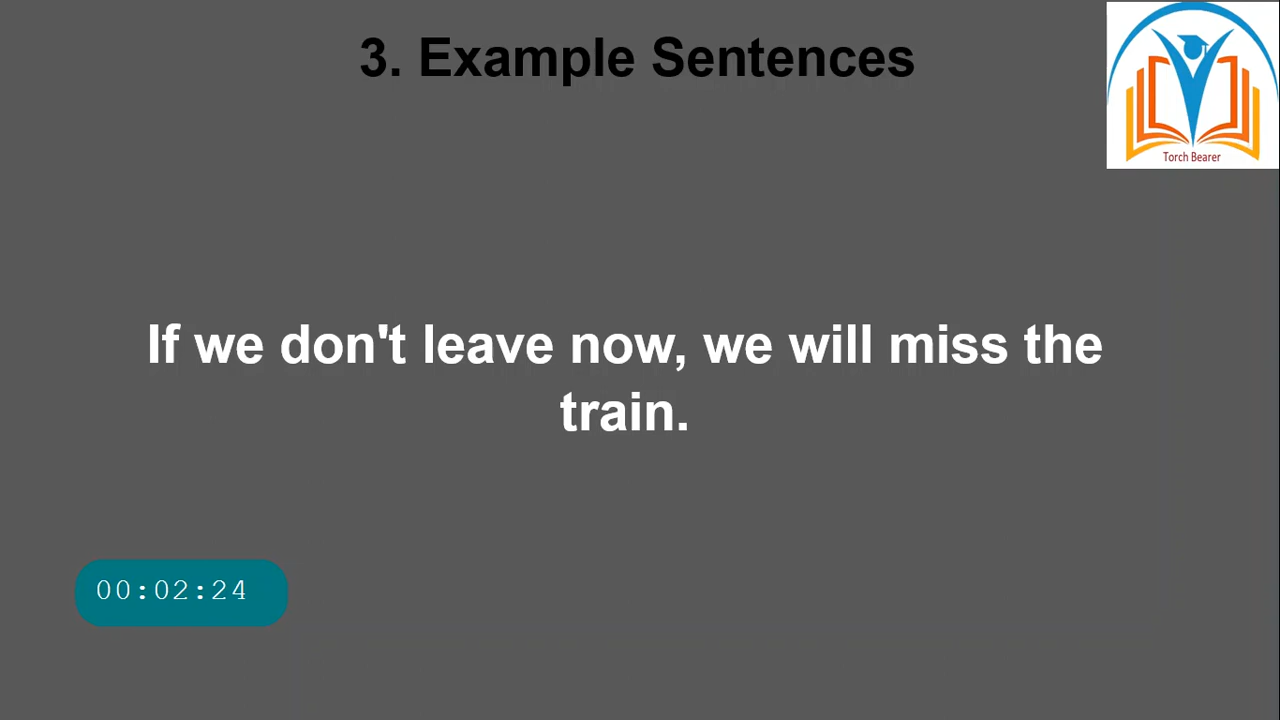 3. Example Sentences
Torch Bearer
If we don't leave now, we will miss the
train.
00:02:24